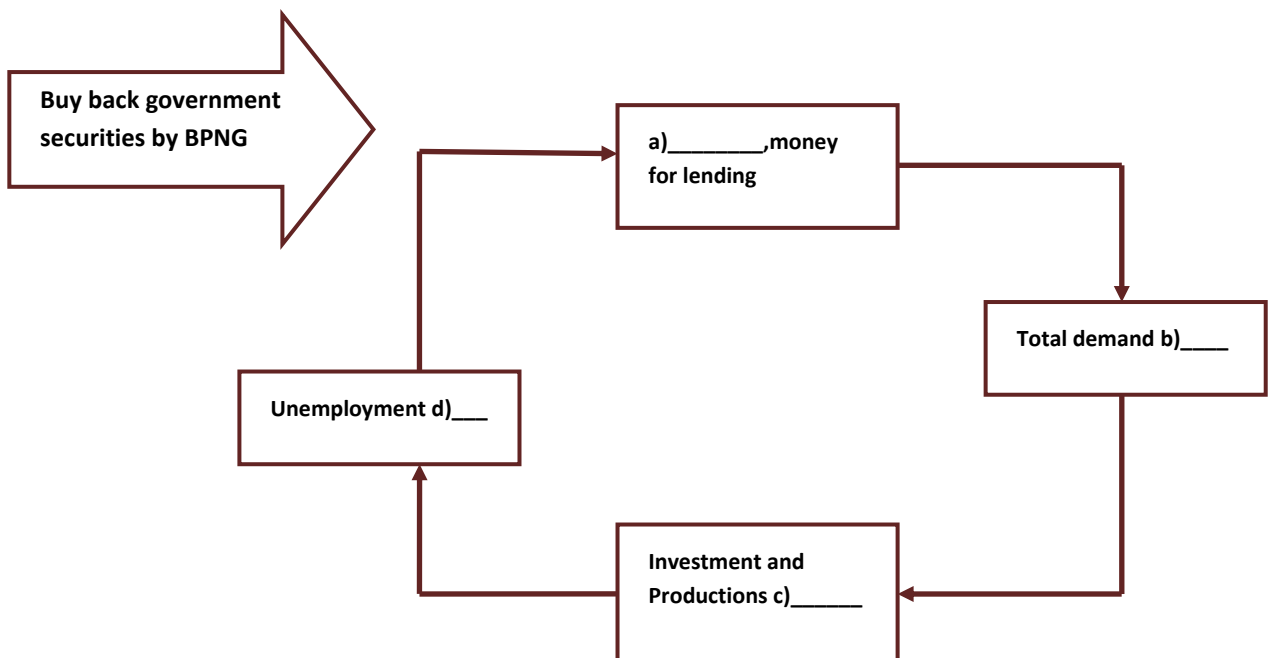 Buy back government
securities by BPNG
a)________,money
for lending
Total demand b)____
Unemployment d)___
Investment and
Productions c)______